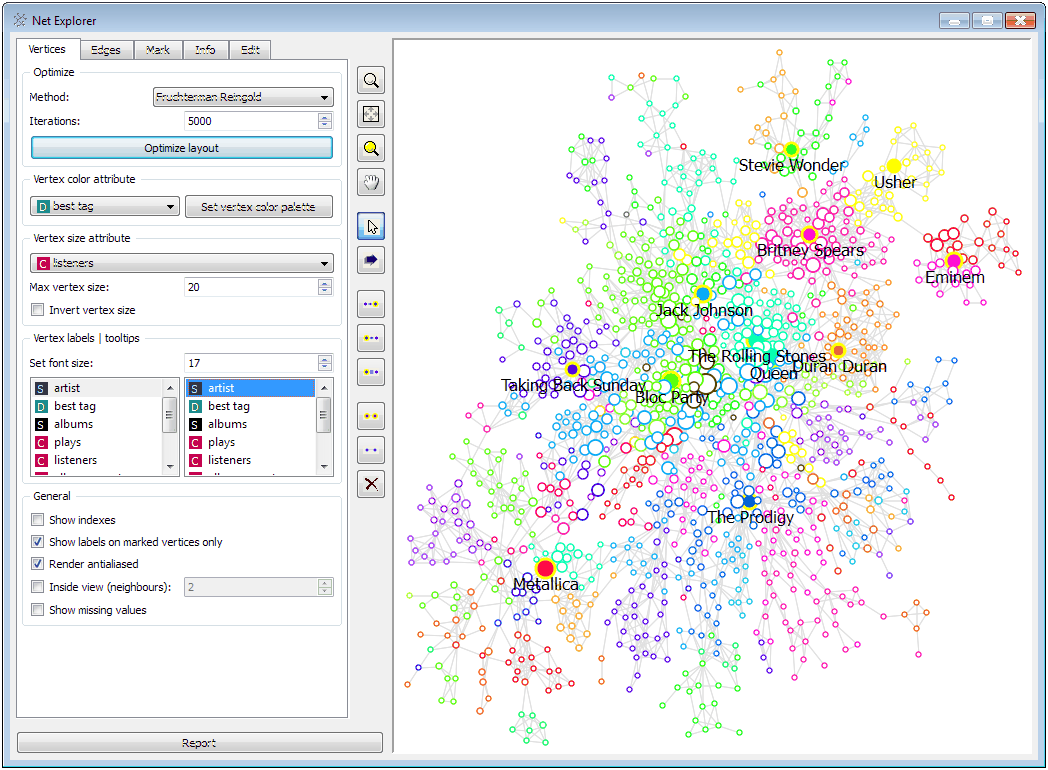 Net Explorer
Vertices Edges Mark Info Edit
Optimize
Method: Fruchterman Reingold
Iterations: 5000
Optimize layout
Vertex color attribute
D best tag Set vertex color palette
Vertex size attribute
C listeners
Max vertex size: 20
Invert vertex size
Vertex labels | tooltips
Set font size: 17
S artist S artist
D best tag D best tag
S albums S albums
C plays C plays
C listeners C listeners
General
Show indexes
Show labels on marked vertices only
Render antialiased
Inside view (neighbours): 2
Show missing values
Report
Stevie Wonder
Usher
Britney Spears
Eminem
Jack Johnson
The Rolling Stones
Duran Duran
Queen
Taking Back Sunday
Bloc Party
The Prodigy
Metallica